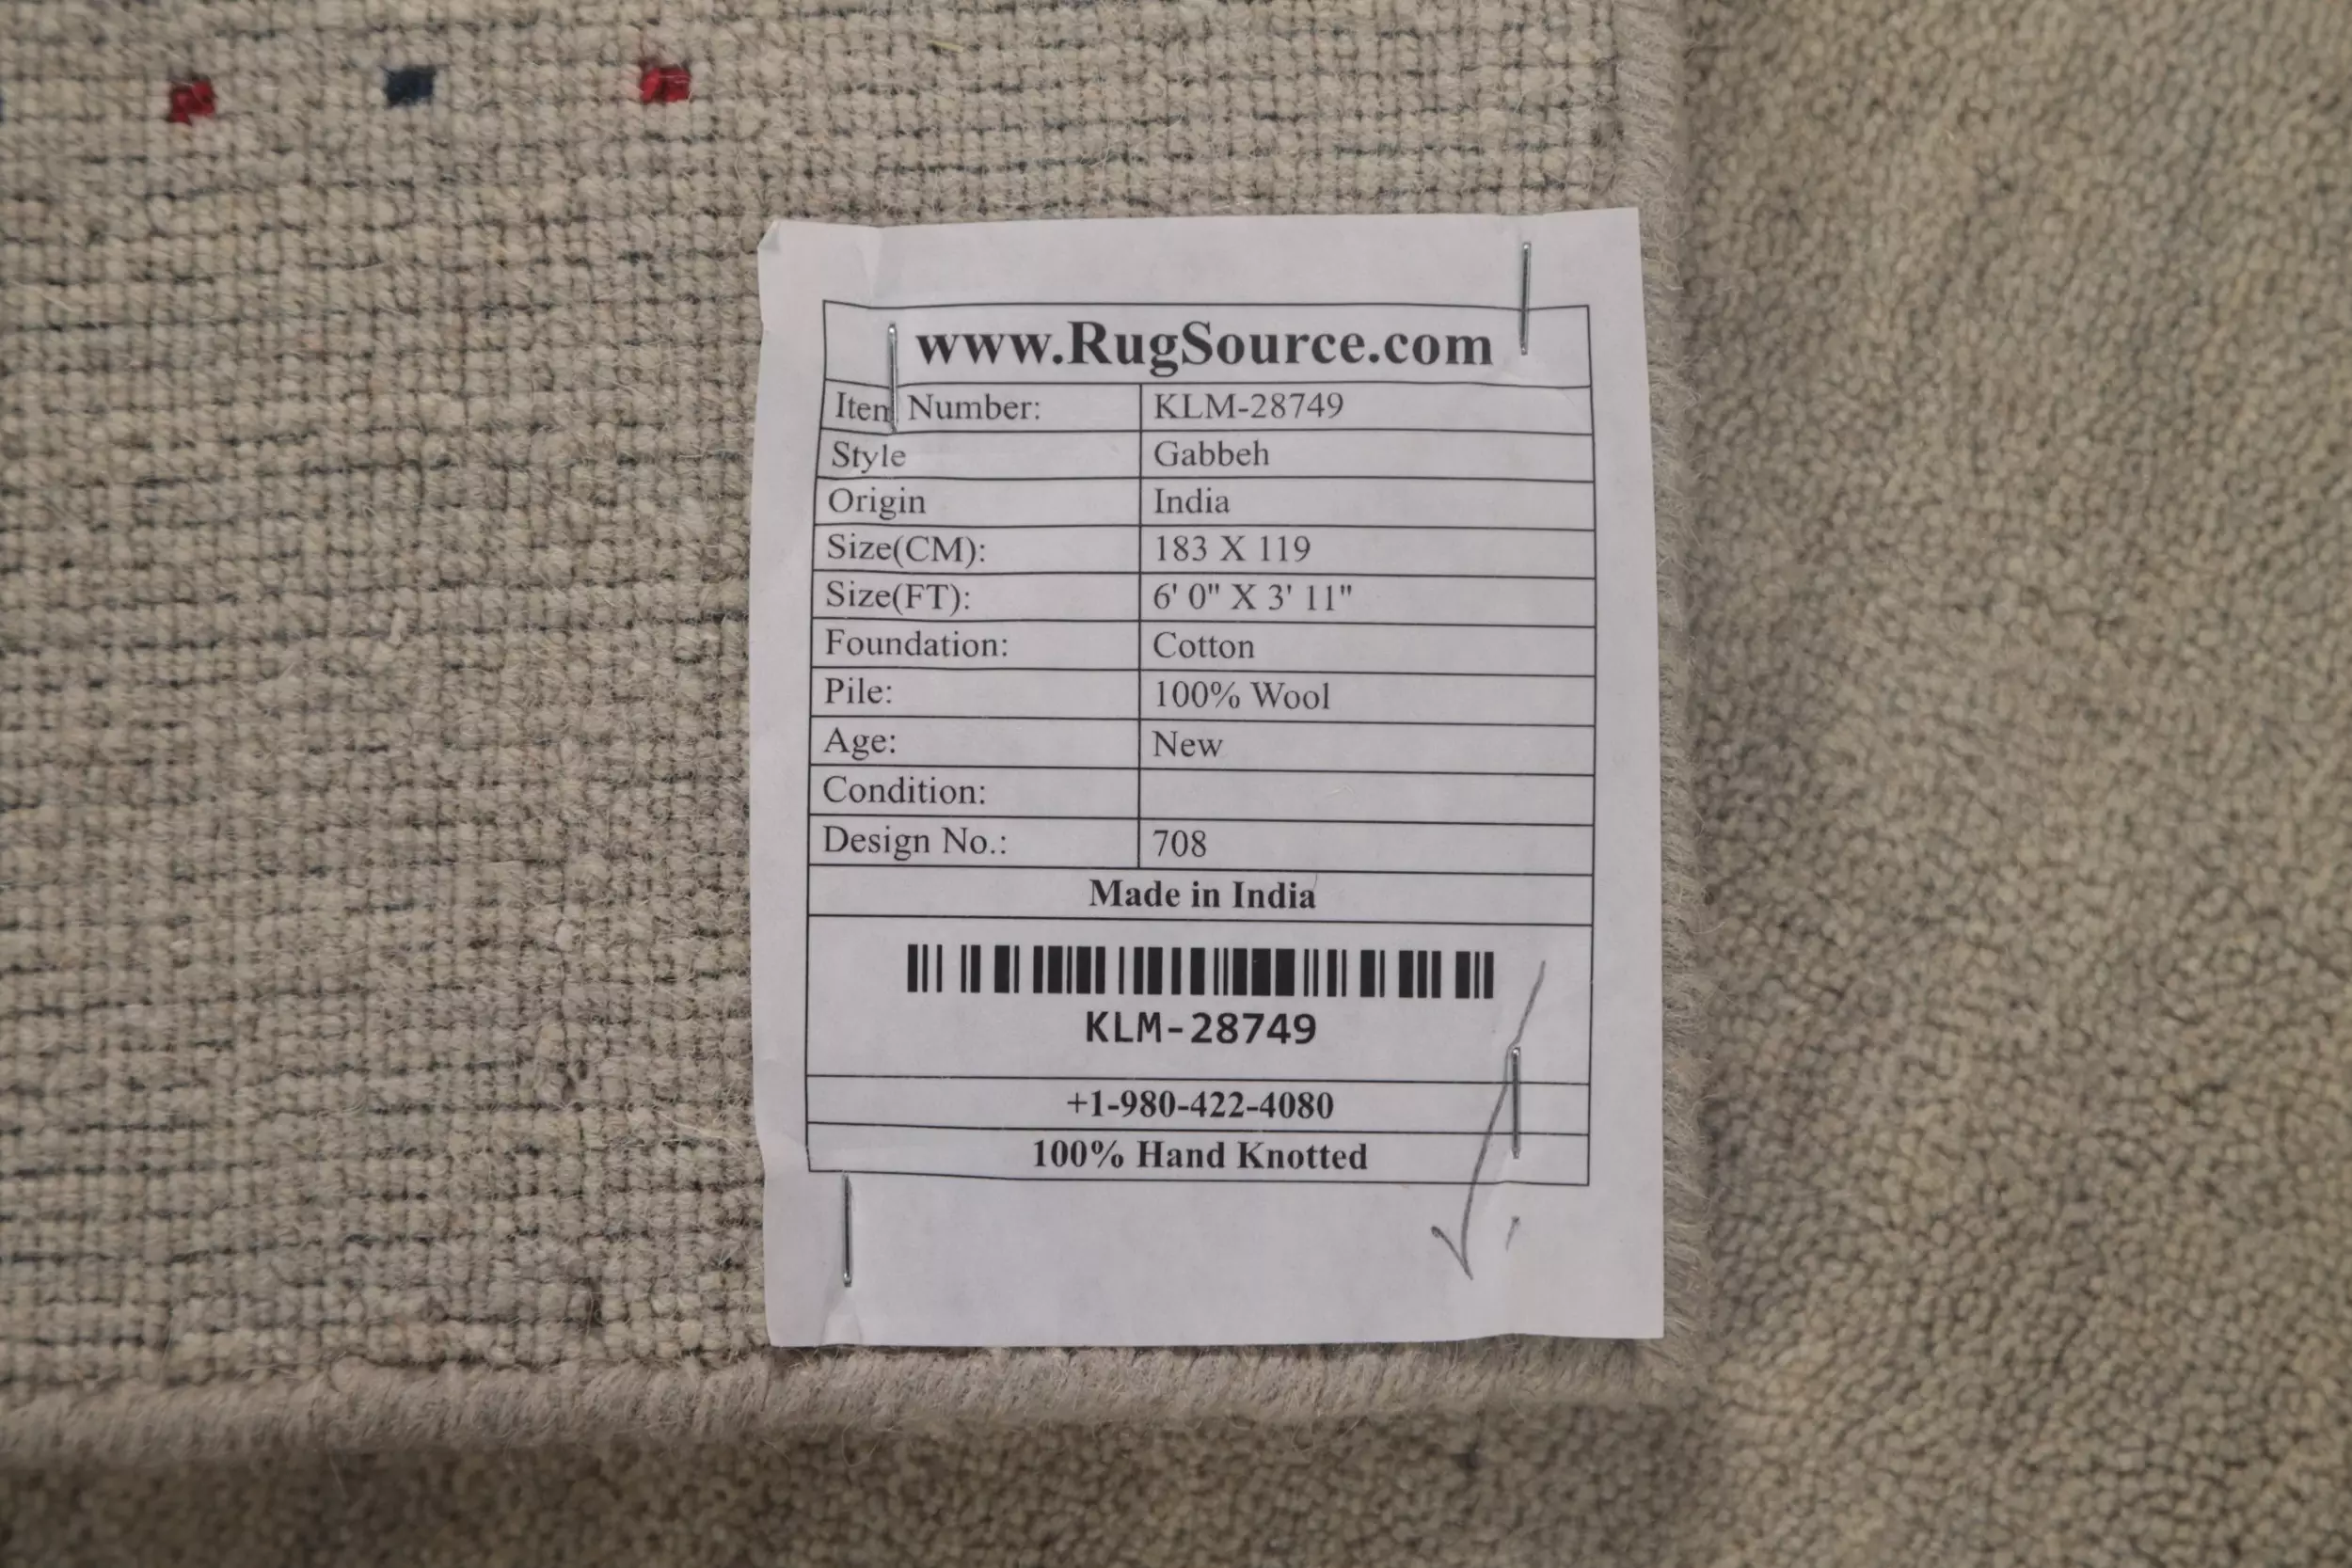 www.RugSource.com
Item Number: KLM-28749
Style Gabbeh
Origin India
Size(CM): 183 X 119
Size(FT): 6' 0" X 3' 11"
Foundation: Cotton
Pile: 100% Wool
Age: New
Condition:
Design No.: 708
Made in India
KLM-28749
+1-980-422-4080
100% Hand Knotted